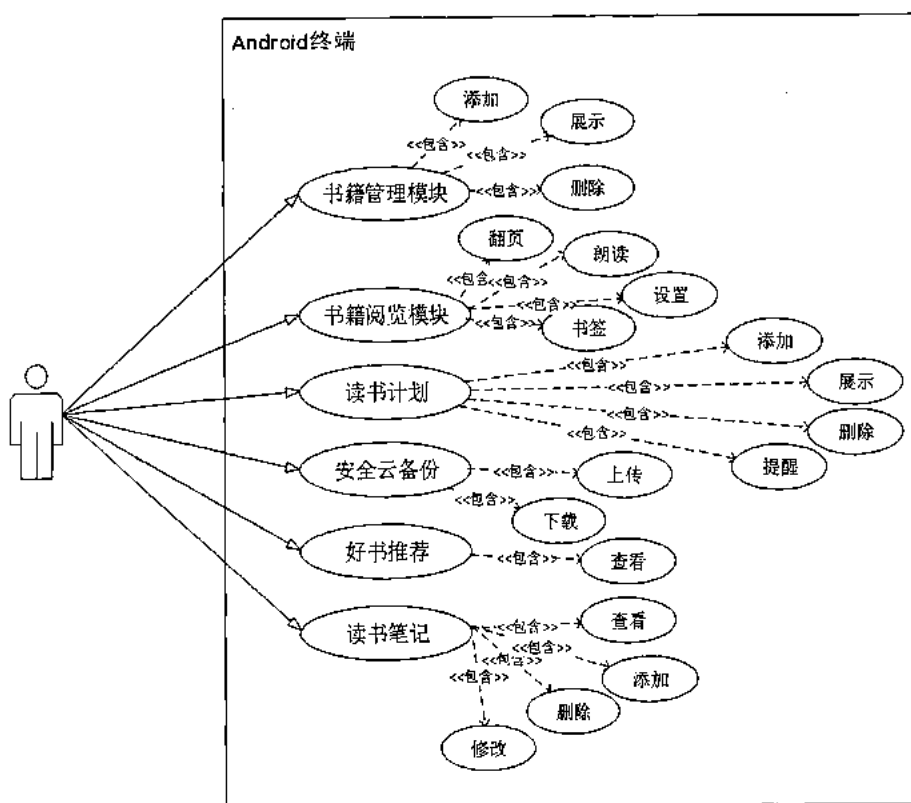 Android终端
添加
展示
<<包含>>
<<包含>>
书籍管理模块
<<包含>>
删除
翻页
朗读
<<包含
<<包含>>
设置
<<包含>>
书籍阅览模块
<<包含>>
书签
添加
<<包含>>
读书计划
<<包含>>
展示
<<包含>>
删除
<<包含>>
提醒
安全云备份
<<包含>>
上传
<<包含>>
下载
好书推荐
<<包含>>
查看
读书笔记
<<包含>>
查看
<<包含>>
<<包含>>
<<包含>>
添加
删除
修改